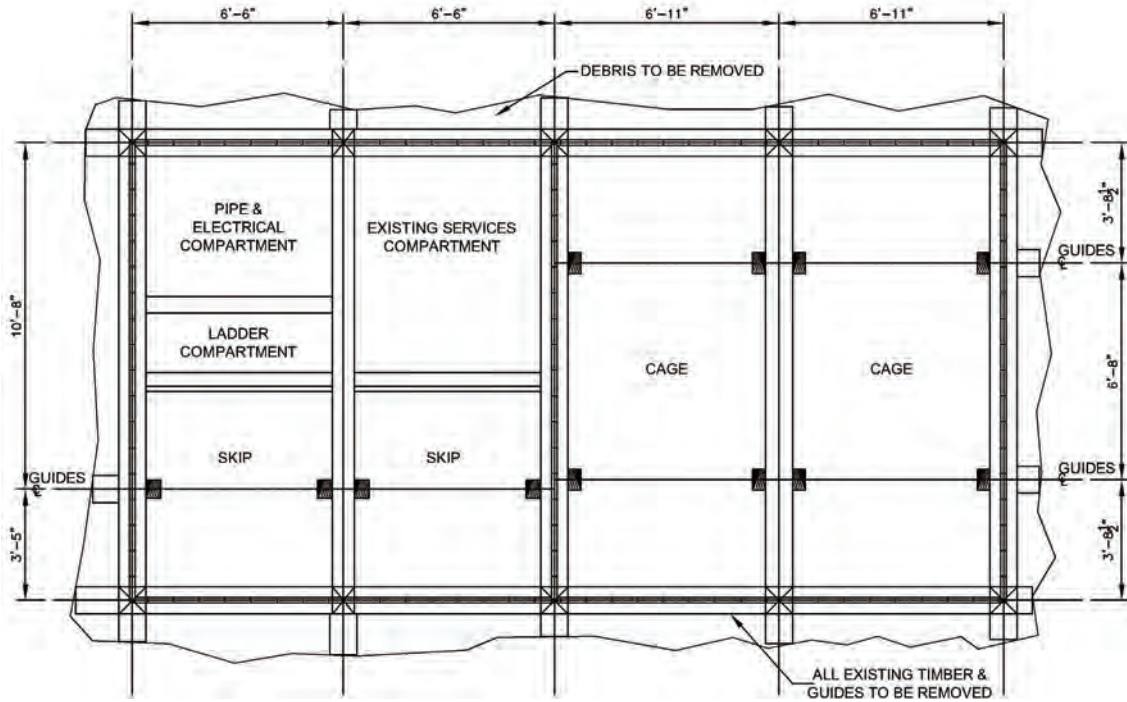 6'-6"
6'-6"
6'-11"
6'-11"
DEBRIS TO BE REMOVED
PIPE &
ELECTRICAL
COMPARTMENT
EXISTING SERVICES
COMPARTMENT
3'-8½"
GUIDES
10'-8"
LADDER
COMPARTMENT
CAGE
CAGE
6'-8"
SKIP
SKIP
GUIDES
GUIDES
3'-5"
3'-8½"
ALL EXISTING TIMBER &
GUIDES TO BE REMOVED